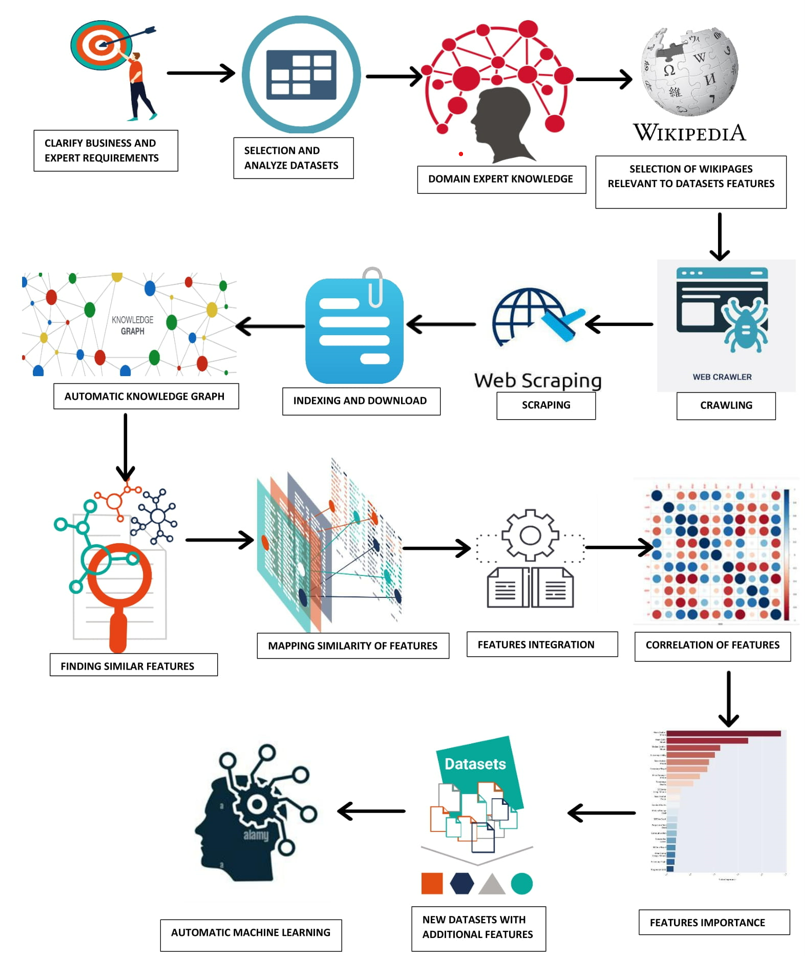 CLARIFY BUSINESS AND
EXPERT REQUIREMENTS
SELECTION AND
ANALYZE DATASETS
DOMAIN EXPERT KNOWLEDGE
Ω
W
И
維
WIKIPEDIA
SELECTION OF WIKIPAGES
RELEVANT TO DATASETS FEATURES
KNOWLEDGE
GRAPH
AUTOMATIC KNOWLEDGE GRAPH
INDEXING AND DOWNLOAD
Web Scraping
SCRAPING
WEB CRAWLER
CRAWLING
FINDING SIMILAR FEATURES
MAPPING SIMILARITY OF FEATURES
FEATURES INTEGRATION
CORRELATION OF FEATURES
a
alamy
a
AUTOMATIC MACHINE LEARNING
Datasets
NEW DATASETS WITH
ADDITIONAL FEATURES
FEATURES IMPORTANCE